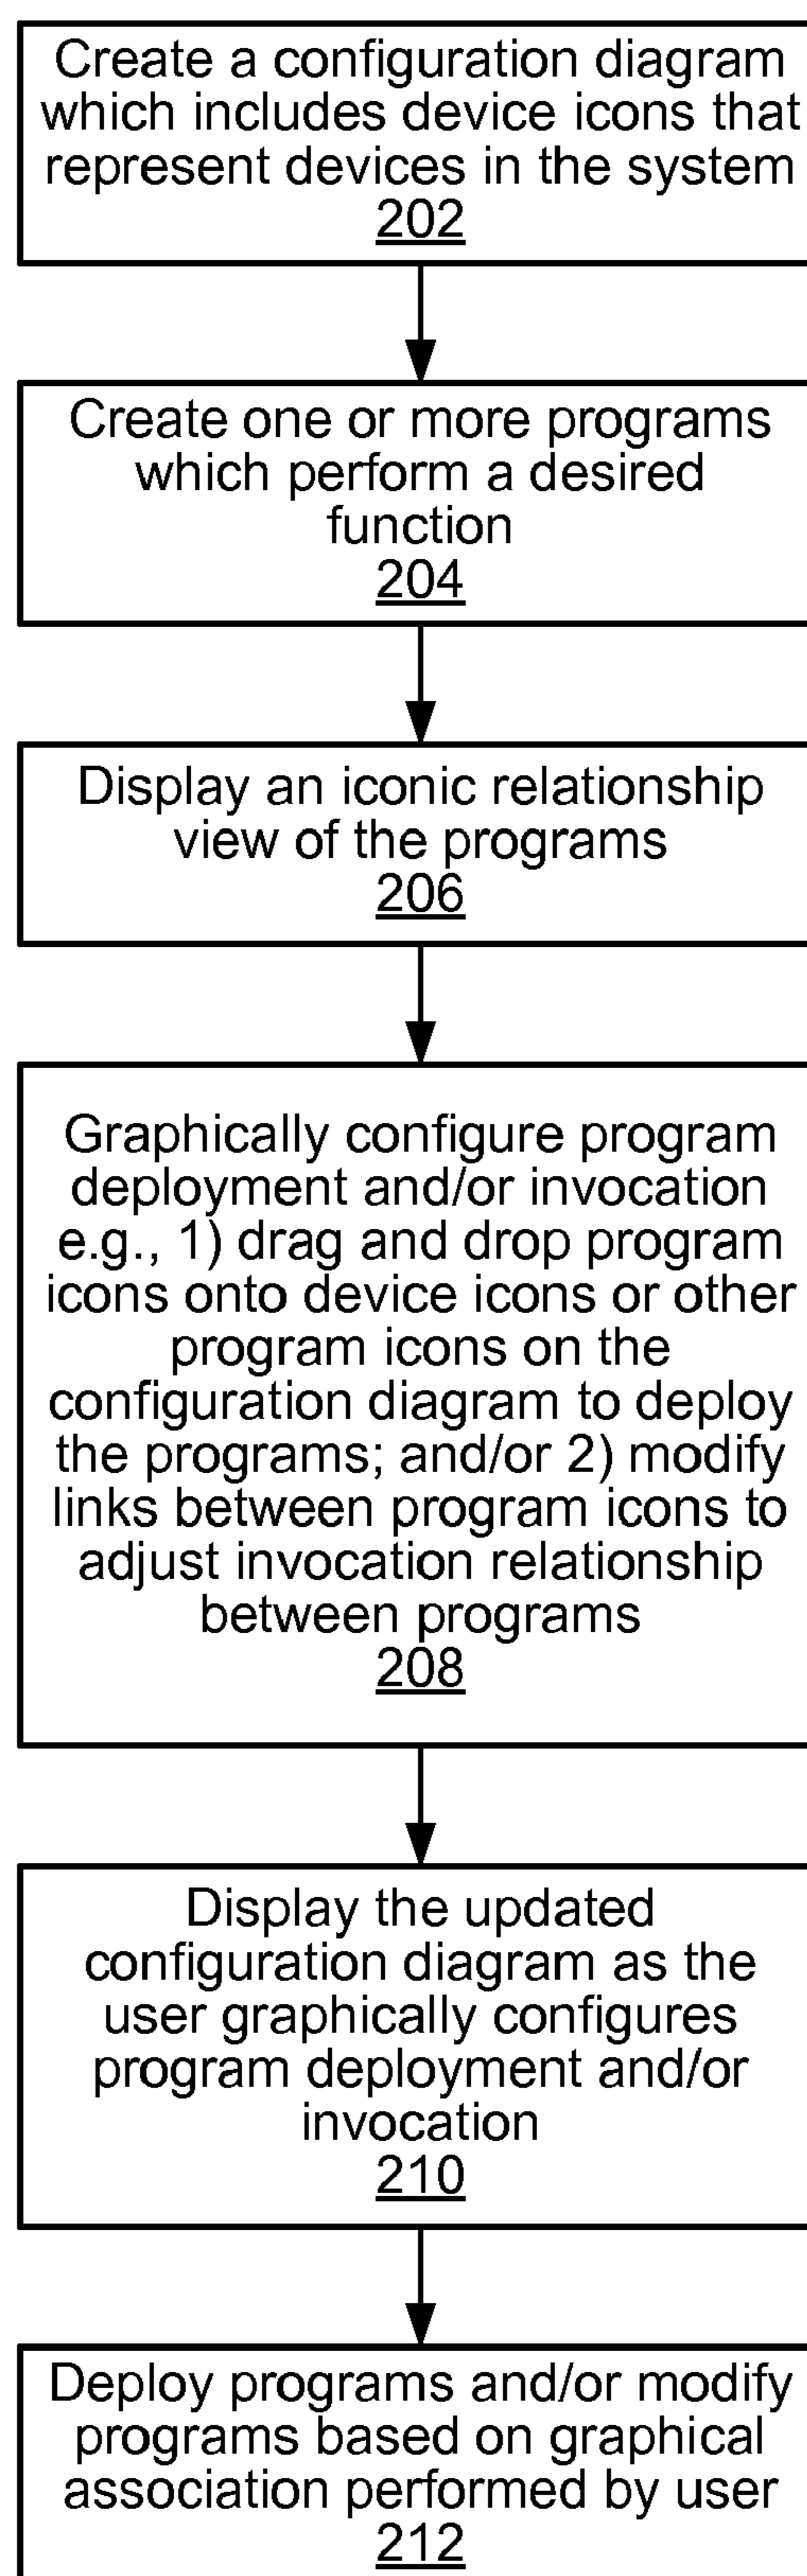 Create a configuration diagram
which includes device icons that
represent devices in the system
202
Create one or more programs
which perform a desired
function
204
Display an iconic relationship
view of the programs
206
Graphically configure program
deployment and/or invocation
e.g., 1) drag and drop program
icons onto device icons or other
program icons on the
configuration diagram to deploy
the programs; and/or 2) modify
links between program icons to
adjust invocation relationship
between programs
208
Display the updated
configuration diagram as the
user graphically configures
program deployment and/or
invocation
210
Deploy programs and/or modify
programs based on graphical
association performed by user
212